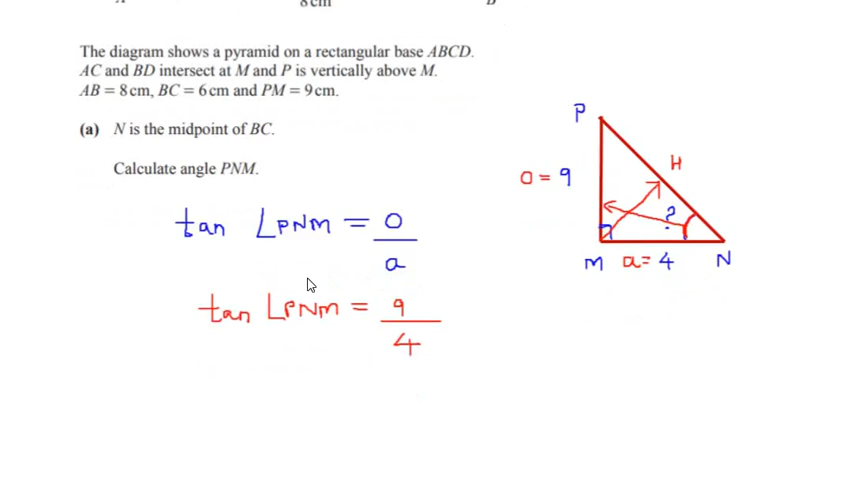 8cm
The diagram shows a pyramid on a rectangular base ABCD.
AC and BD intersect at M and P is vertically above M.
AB = 8 cm, BC = 6 cm and PM = 9 cm.
(a) N is the midpoint of BC.
Calculate angle PNM.
P
H
o = 9
?
M a = 4 N
tan ∠PNM = o
a
tan ∠PNM = 9
4